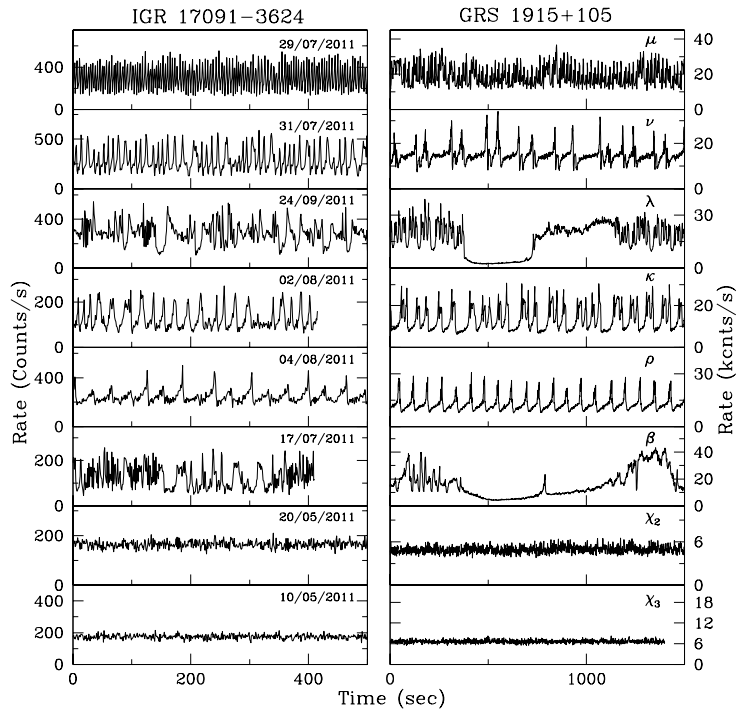 IGR 17091−3624 GRS 1915+105
29/07/2011 μ
400 40
20
0 0
31/07/2011 ν
500 20
0 0
24/09/2011 λ
400 30
0 0
02/08/2011 κ
200 20
0 0
04/08/2011 ρ
400 30
0 0
17/07/2011 β
200 40
20
0 0
20/05/2011 χ2
200 6
0 0
10/05/2011 χ3
400 18
12
200 6
0 0
0 200 400 0 1000
Time (sec)
Rate (Counts/s)
Rate (kcnts/s)